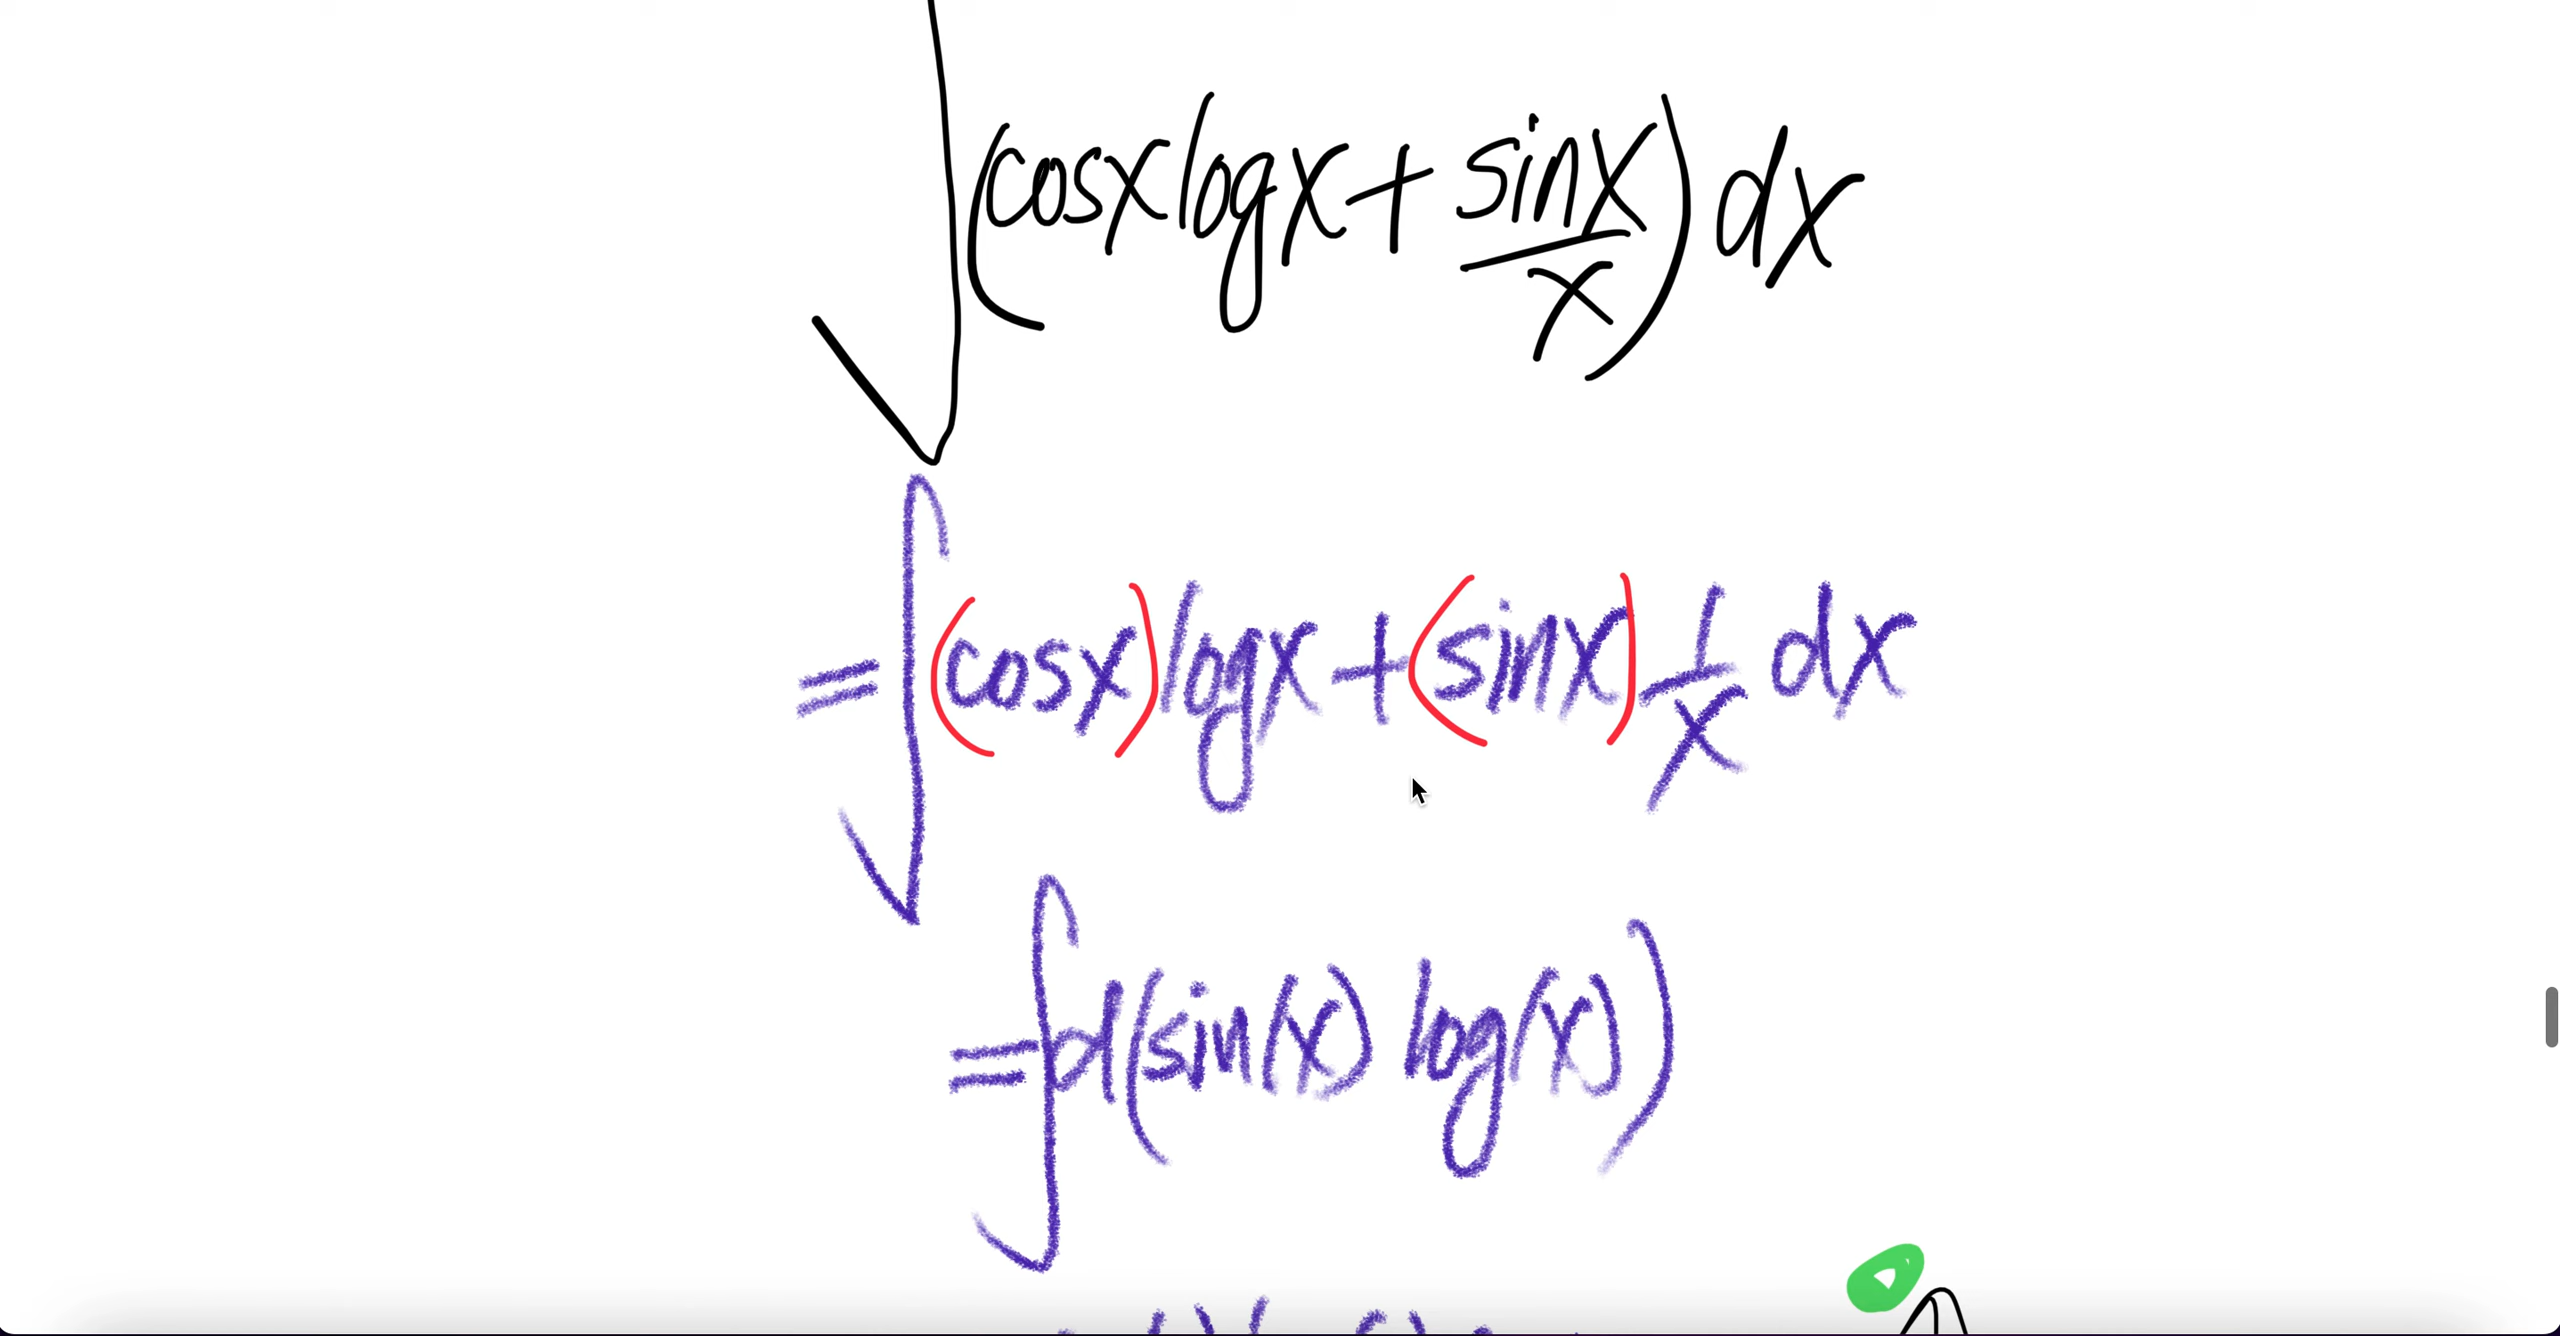 ∫(cosx logx + sinx/x) dx
= ∫(cosx) logx + (sinx) 1/x dx
= ∫d(sin(x) log(x))